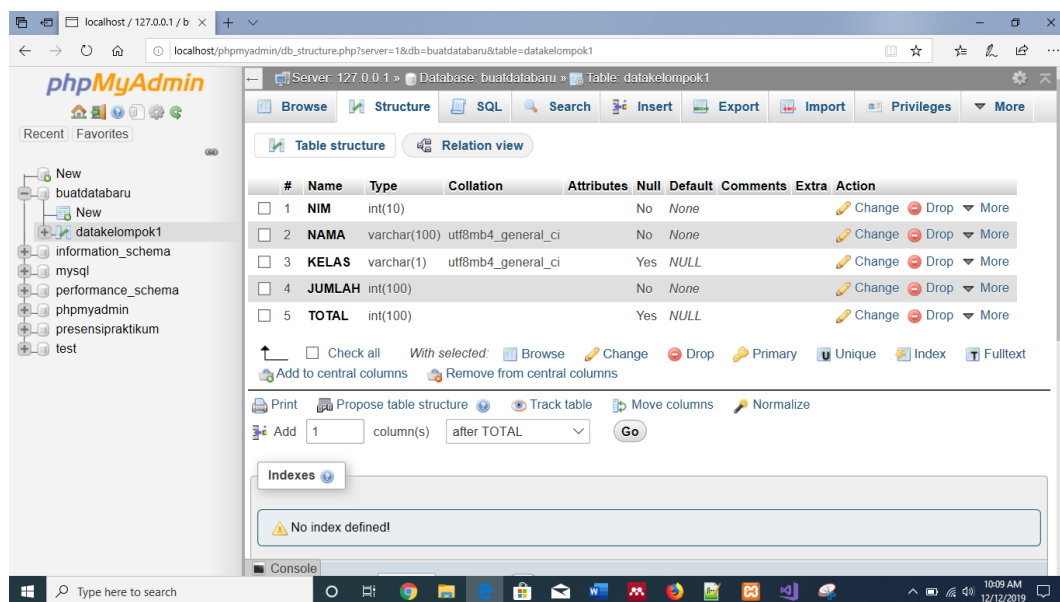 localhost / 127.0.0.1 / b
localhost/phpmyadmin/db_structure.php?server=1&db=buatdatabaru&table=datakelompok1
phpMyAdmin
Recent Favorites
New
buatdatabaru
New
datakelompok1
information_schema
mysql
performance_schema
phpmyadmin
presensipraktikum
test
Server: 127.0.0.1 » Database: buatdatabaru » Table: datakelompok1
Browse Structure SQL Search Insert Export Import Privileges More
Table structure Relation view
# Name Type Collation Attributes Null Default Comments Extra Action
1 NIM int(10) No None Change Drop More
2 NAMA varchar(100) utf8mb4_general_ci No None Change Drop More
3 KELAS varchar(1) utf8mb4_general_ci Yes NULL Change Drop More
4 JUMLAH int(100) No None Change Drop More
5 TOTAL int(100) Yes NULL Change Drop More
Check all With selected: Browse Change Drop Primary Unique Index Fulltext
Add to central columns Remove from central columns
Print Propose table structure Track table Move columns Normalize
Add 1 column(s) after TOTAL Go
Indexes
No index defined!
Console
Type here to search
10:09 AM
12/12/2019